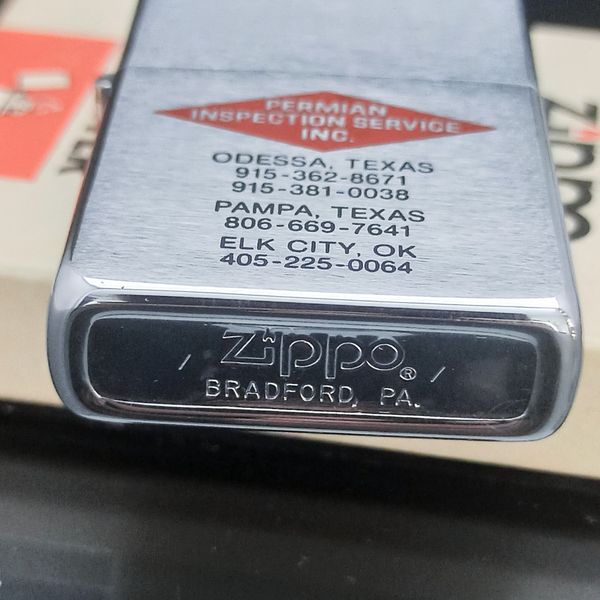 PERMIAN
INSPECTION SERVICE
INC.
ODESSA, TEXAS
915-362-8671
915-381-0038
PAMPA, TEXAS
806-669-7641
ELK CITY, OK
405-225-0064
Zippo®
/ /
BRADFORD, PA.
Zippo